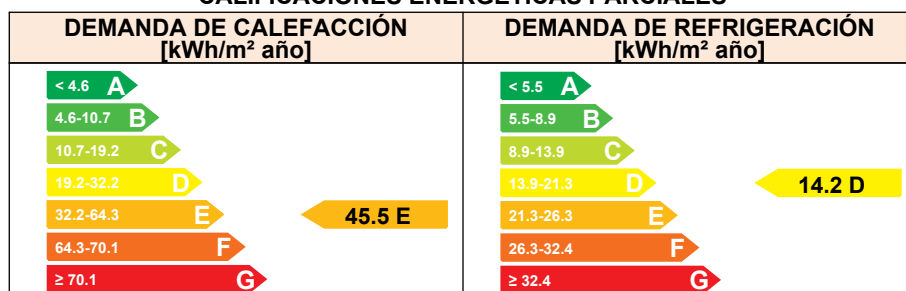 CALIFICACIONES ENERGÉTICAS PARCIALES
DEMANDA DE CALEFACCIÓN
[kWh/m² año]
< 4.6 A
4.6-10.7 B
10.7-19.2 C
19.2-32.2 D
32.2-64.3 E
45.5 E
64.3-70.1 F
≥ 70.1 G
DEMANDA DE REFRIGERACIÓN
[kWh/m² año]
< 5.5 A
5.5-8.9 B
8.9-13.9 C
13.9-21.3 D
14.2 D
21.3-26.3 E
26.3-32.4 F
≥ 32.4 G